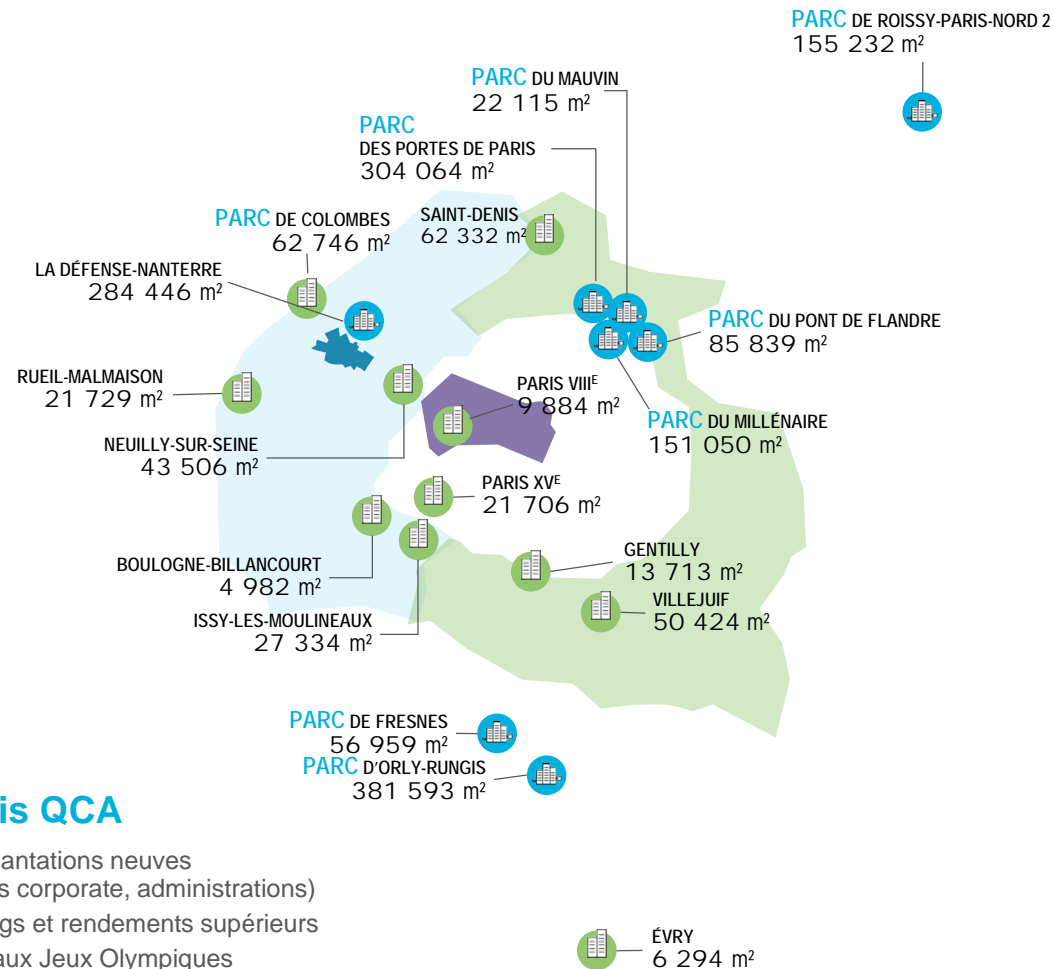 PARC DE ROISSY-PARIS-NORD 2
155 232 m²
PARC DU MAUVIN
22 115 m²
PARC
DES PORTES DE PARIS
304 064 m²
PARC DE COLOMBES
62 746 m²
SAINT-DENIS
62 332 m²
LA DÉFENSE-NANTERRE
284 446 m²
PARC DU PONT DE FLANDRE
85 839 m²
RUEIL-MALMAISON
21 729 m²
PARIS VIIIE
9 884 m²
PARC DU MILLÉNAIRE
151 050 m²
NEUILLY-SUR-SEINE
43 506 m²
PARIS XVE
21 706 m²
BOULOGNE-BILLANCOURT
4 982 m²
GENTILLY
13 713 m²
VILLEJUIF
50 424 m²
ISSY-LES-MOULINEAUX
27 334 m²
PARC DE FRESNES
56 959 m²
PARC D'ORLY-RUNGIS
381 593 m²
is QCA
antations neuves
s corporate, administrations)
gs et rendements supérieurs
aux Jeux Olympiques
ÉVRY
6 294 m²